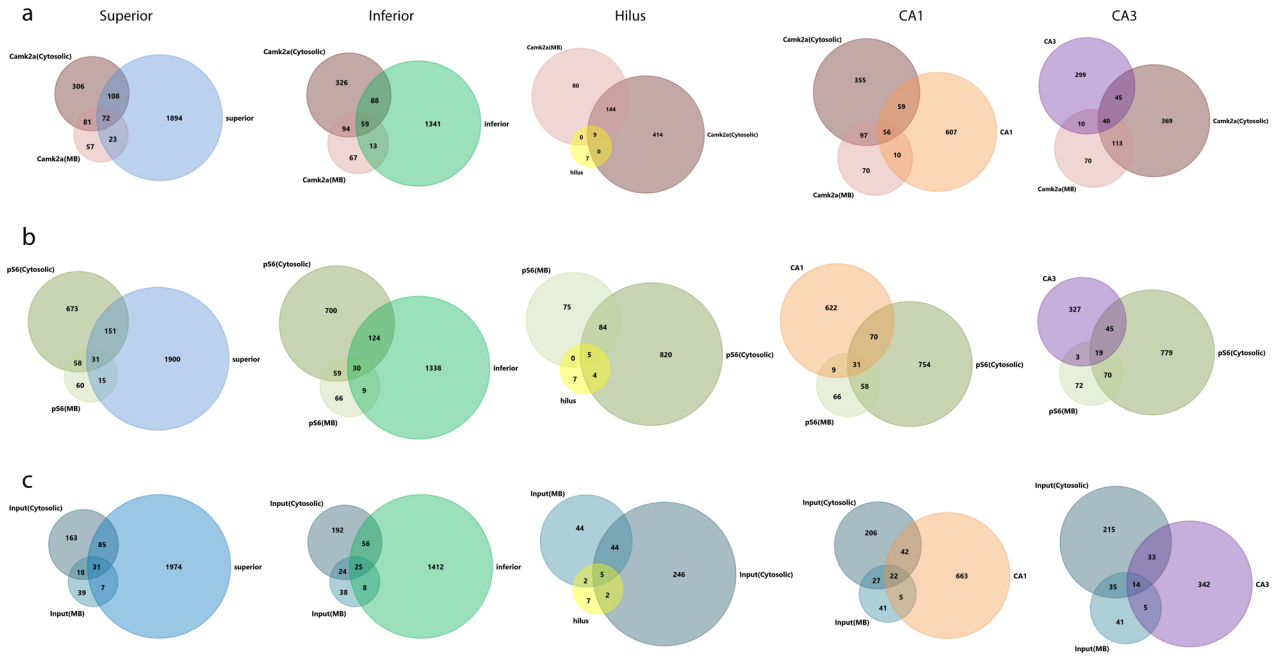 a Superior Inferior Hilus CA1 CA3
Camk2a(Cytosolic)
306
108
1894
81
72
23
57
superior
Camk2a(MB)
Camk2a(Cytosolic)
326
88
1341
94
59
13
67
inferior
Camk2a(MB)
Camk2a(MB)
80
144
414
0
9
0
7
hilus
Camk2a(Cytosolic)
Camk2a(Cytosolic)
355
59
607
97
56
10
70
CA1
Camk2a(MB)
CA3
299
45
369
10
40
113
70
Camk2a(Cytosolic)
Camk2a(MB)
b
pS6(Cytosolic)
673
151
1900
58
31
15
60
superior
pS6(MB)
pS6(Cytosolic)
700
124
1338
59
30
9
66
inferior
pS6(MB)
pS6(MB)
75
84
820
0
5
4
7
hilus
pS6(Cytosolic)
CA1
622
70
754
9
31
58
66
pS6(Cytosolic)
pS6(MB)
CA3
327
45
779
3
19
70
72
pS6(Cytosolic)
pS6(MB)
c
Input(Cytosolic)
163
85
1974
18
31
7
39
superior
Input(MB)
Input(Cytosolic)
192
56
1412
24
25
8
38
inferior
Input(MB)
Input(MB)
44
44
246
2
5
2
7
hilus
Input(Cytosolic)
Input(Cytosolic)
206
42
663
27
22
5
41
CA1
Input(MB)
Input(Cytosolic)
215
33
342
35
14
5
41
CA3
Input(MB)